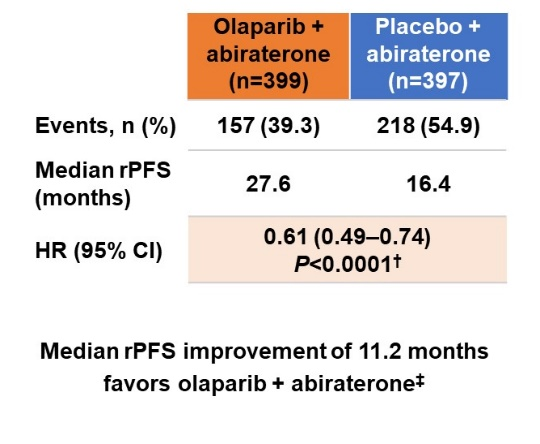 Olaparib +
abiraterone
(n=399)
Placebo +
abiraterone
(n=397)
Events, n (%) 157 (39.3) 218 (54.9)
Median rPFS
(months) 27.6 16.4
HR (95% CI) 0.61 (0.49–0.74)
P<0.0001†
Median rPFS improvement of 11.2 months
favors olaparib + abiraterone‡